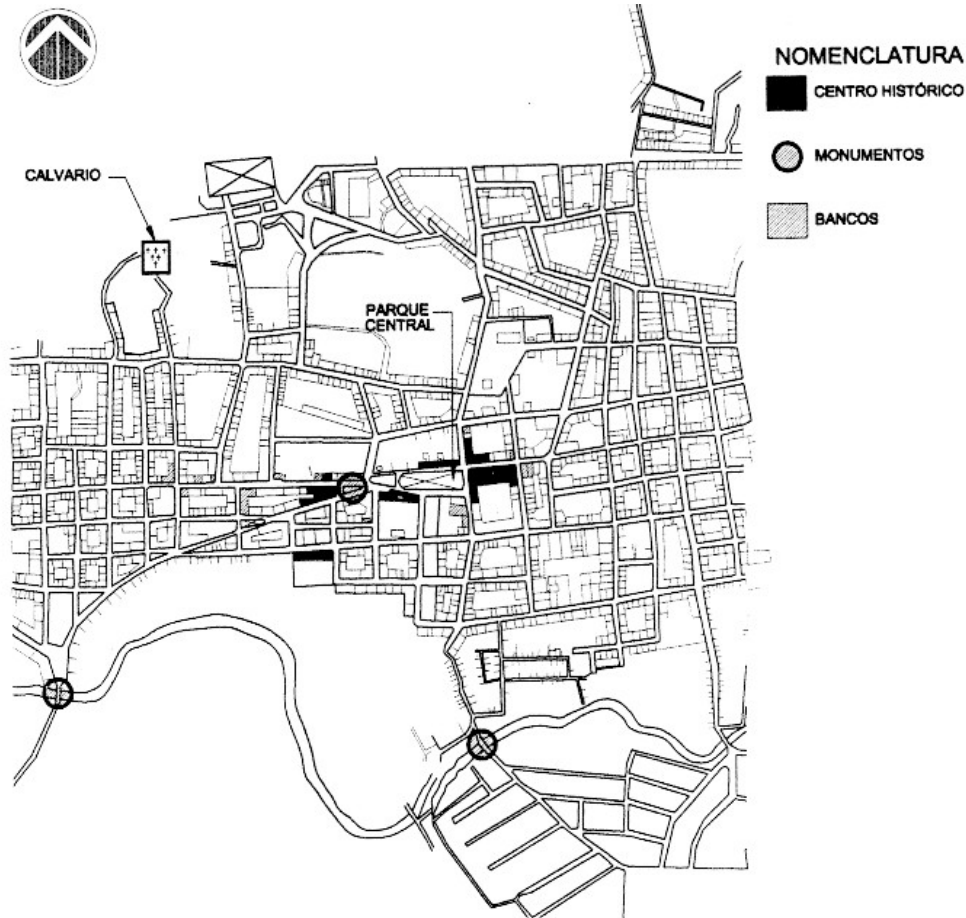 NOMENCLATURA
CENTRO HISTÓRICO
MONUMENTOS
BANCOS
CALVARIO
PARQUE
CENTRAL